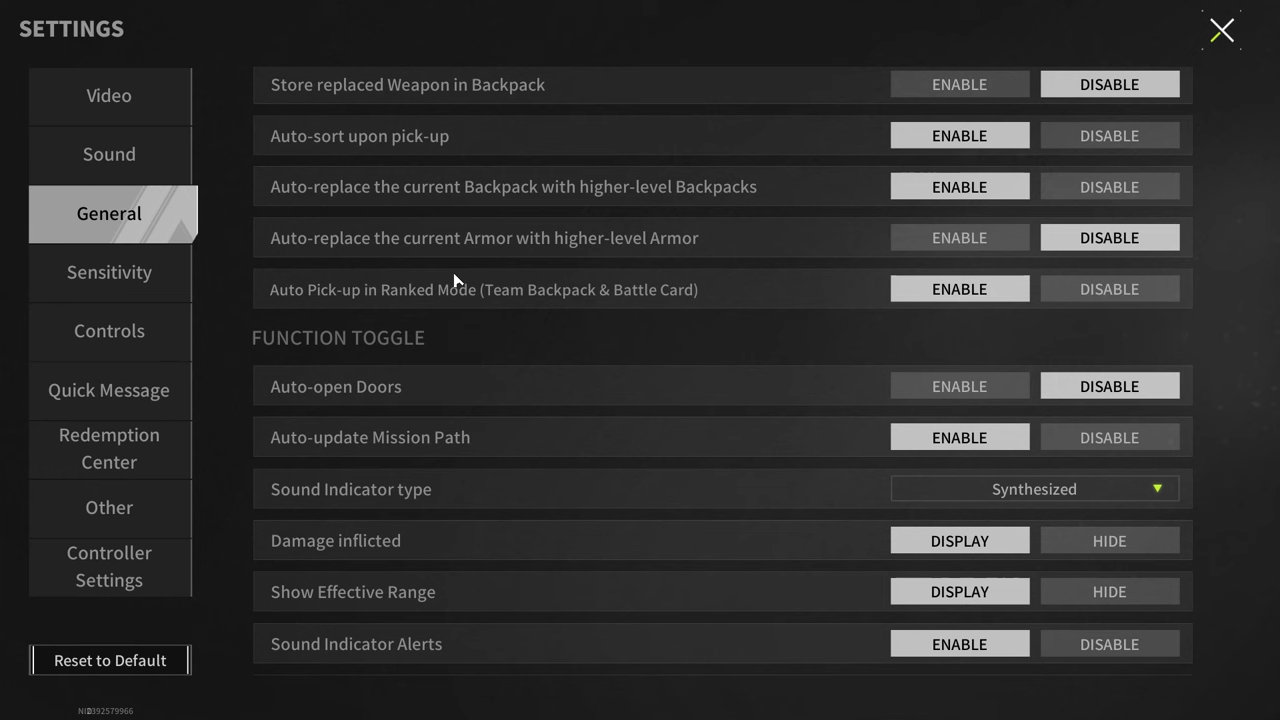 SETTINGS
Video
Sound
General
Sensitivity
Controls
Quick Message
Redemption
Center
Other
Controller
Settings
Reset to Default
Store replaced Weapon in Backpack ENABLE DISABLE
Auto-sort upon pick-up ENABLE DISABLE
Auto-replace the current Backpack with higher-level Backpacks ENABLE DISABLE
Auto-replace the current Armor with higher-level Armor ENABLE DISABLE
Auto Pick-up in Ranked Mode (Team Backpack & Battle Card) ENABLE DISABLE
FUNCTION TOGGLE
Auto-open Doors ENABLE DISABLE
Auto-update Mission Path ENABLE DISABLE
Sound Indicator type Synthesized
Damage inflicted DISPLAY HIDE
Show Effective Range DISPLAY HIDE
Sound Indicator Alerts ENABLE DISABLE